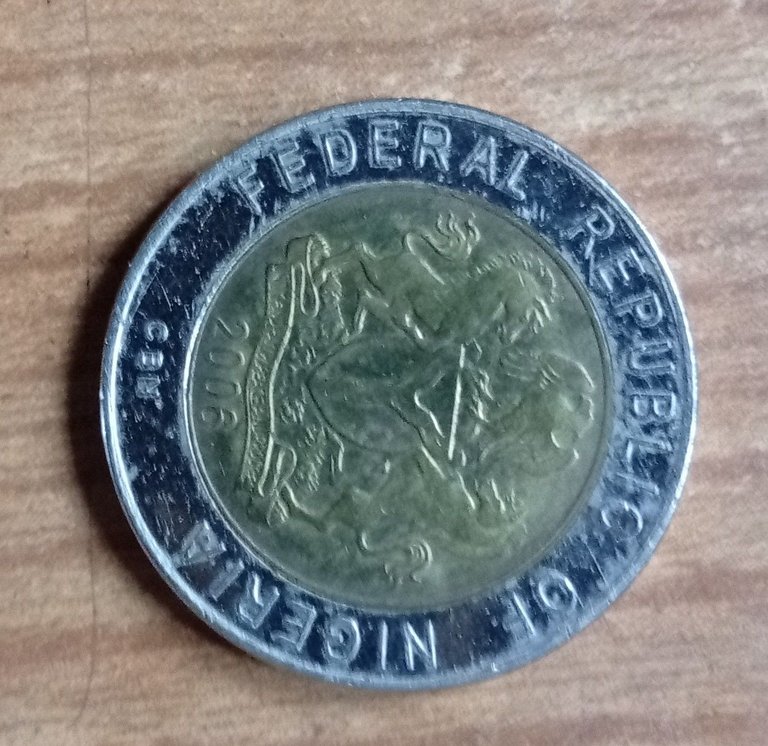 FEDERAL REPUBLIC OF NIGERIA
2006
CBN